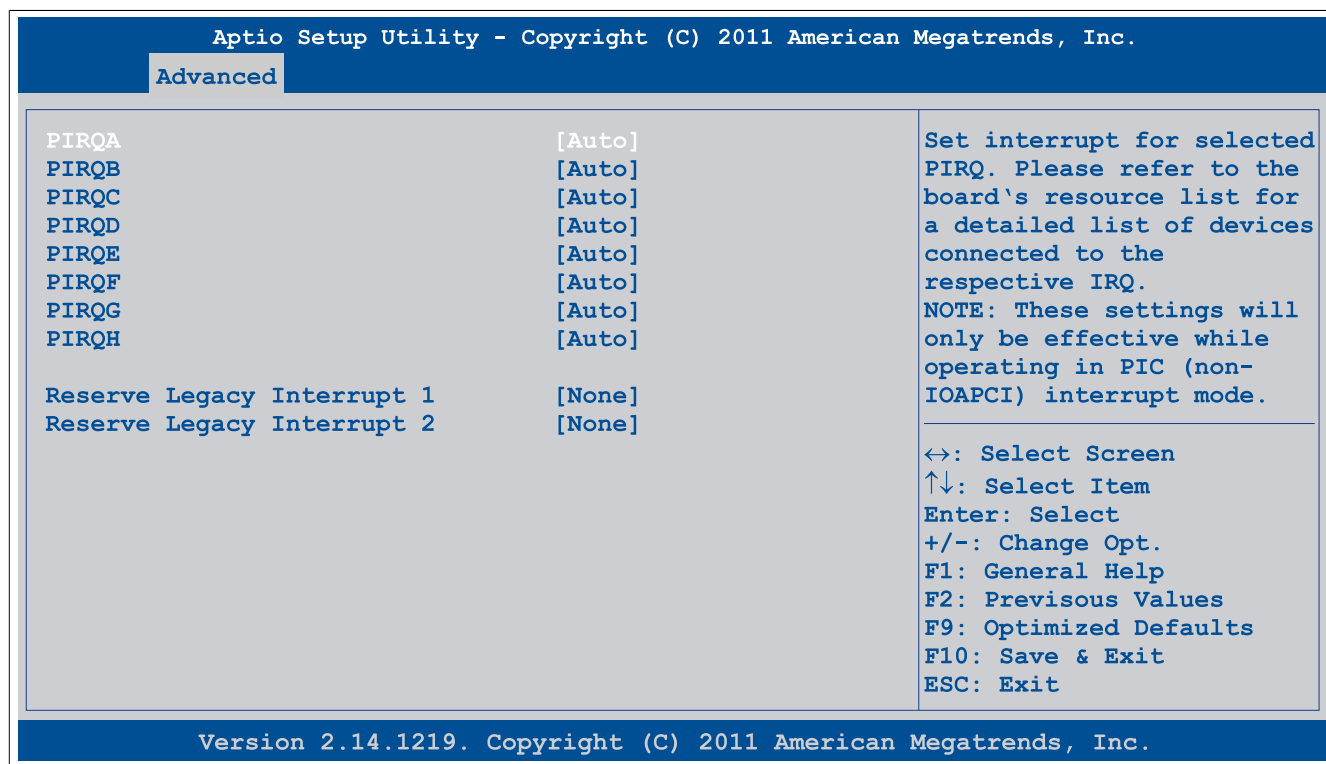 Aptio Setup Utility - Copyright (C) 2011 American Megatrends, Inc.
Advanced
PIRQA [Auto]
PIRQB [Auto]
PIRQC [Auto]
PIRQD [Auto]
PIRQE [Auto]
PIRQF [Auto]
PIRQG [Auto]
PIRQH [Auto]
Reserve Legacy Interrupt 1 [None]
Reserve Legacy Interrupt 2 [None]
Set interrupt for selected
PIRQ. Please refer to the
board‘s resource list for
a detailed list of devices
connected to the
respective IRQ.
NOTE: These settings will
only be effective while
operating in PIC (non-
IOAPCI) interrupt mode.
↔: Select Screen
↑↓: Select Item
Enter: Select
+/-: Change Opt.
F1: General Help
F2: Previsous Values
F9: Optimized Defaults
F10: Save & Exit
ESC: Exit
Version 2.14.1219. Copyright (C) 2011 American Megatrends, Inc.